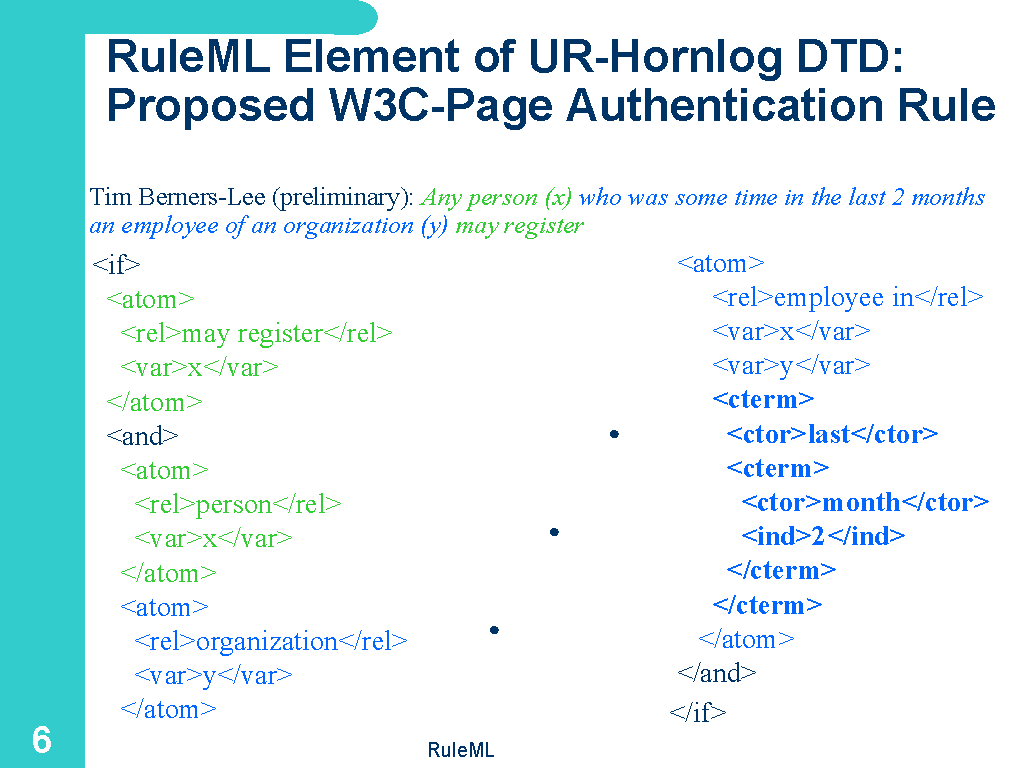 RuleML Element of UR-Hornlog DTD:
Proposed W3C-Page Authentication Rule
Tim Berners-Lee (preliminary): Any person (x) who was some time in the last 2 months
an employee of an organization (y) may register
<if>
<atom>
<rel>may register</rel>
<var>x</var>
</atom>
<and>
<atom>
<rel>person</rel>
<var>x</var>
</atom>
<atom>
<rel>organization</rel>
<var>y</var>
</atom>
<atom>
<rel>employee in</rel>
<var>x</var>
<var>y</var>
<cterm>
<ctor>last</ctor>
<cterm>
<ctor>month</ctor>
<ind>2</ind>
</cterm>
</cterm>
</atom>
</and>
</if>
6
RuleML